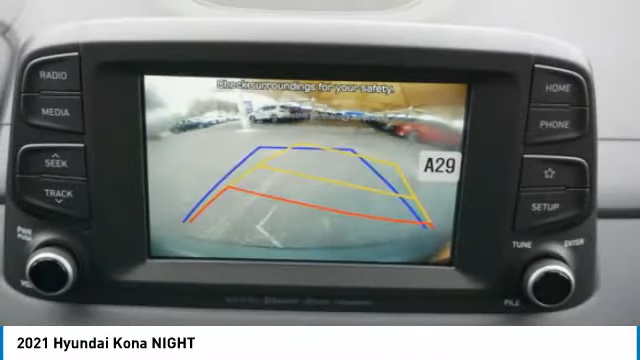 RADIO
MEDIA
SEEK
TRACK
Check surroundings for your safety.
A29
HOME
PHONE
SETUP
PWR
PUSH
TUNE
ENTER
FILE
2021 Hyundai Kona NIGHT